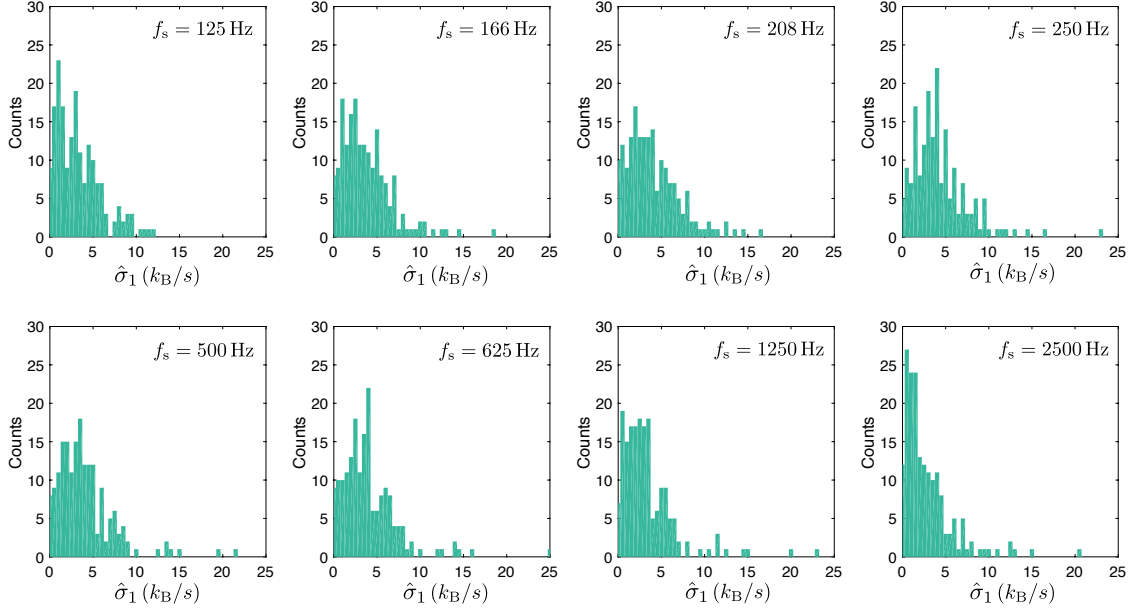 f_s = 125 Hz
30
25
20
15
10
5
0
Counts
0 5 10 15 20 25
σ̂_1 (k_B/s)
f_s = 166 Hz
30
25
20
15
10
5
0
Counts
0 5 10 15 20 25
σ̂_1 (k_B/s)
f_s = 208 Hz
30
25
20
15
10
5
0
Counts
0 5 10 15 20 25
σ̂_1 (k_B/s)
f_s = 250 Hz
30
25
20
15
10
5
0
Counts
0 5 10 15 20 25
σ̂_1 (k_B/s)
f_s = 500 Hz
30
25
20
15
10
5
0
Counts
0 5 10 15 20 25
σ̂_1 (k_B/s)
f_s = 625 Hz
30
25
20
15
10
5
0
Counts
0 5 10 15 20 25
σ̂_1 (k_B/s)
f_s = 1250 Hz
30
25
20
15
10
5
0
Counts
0 5 10 15 20 25
σ̂_1 (k_B/s)
f_s = 2500 Hz
30
25
20
15
10
5
0
Counts
0 5 10 15 20 25
σ̂_1 (k_B/s)